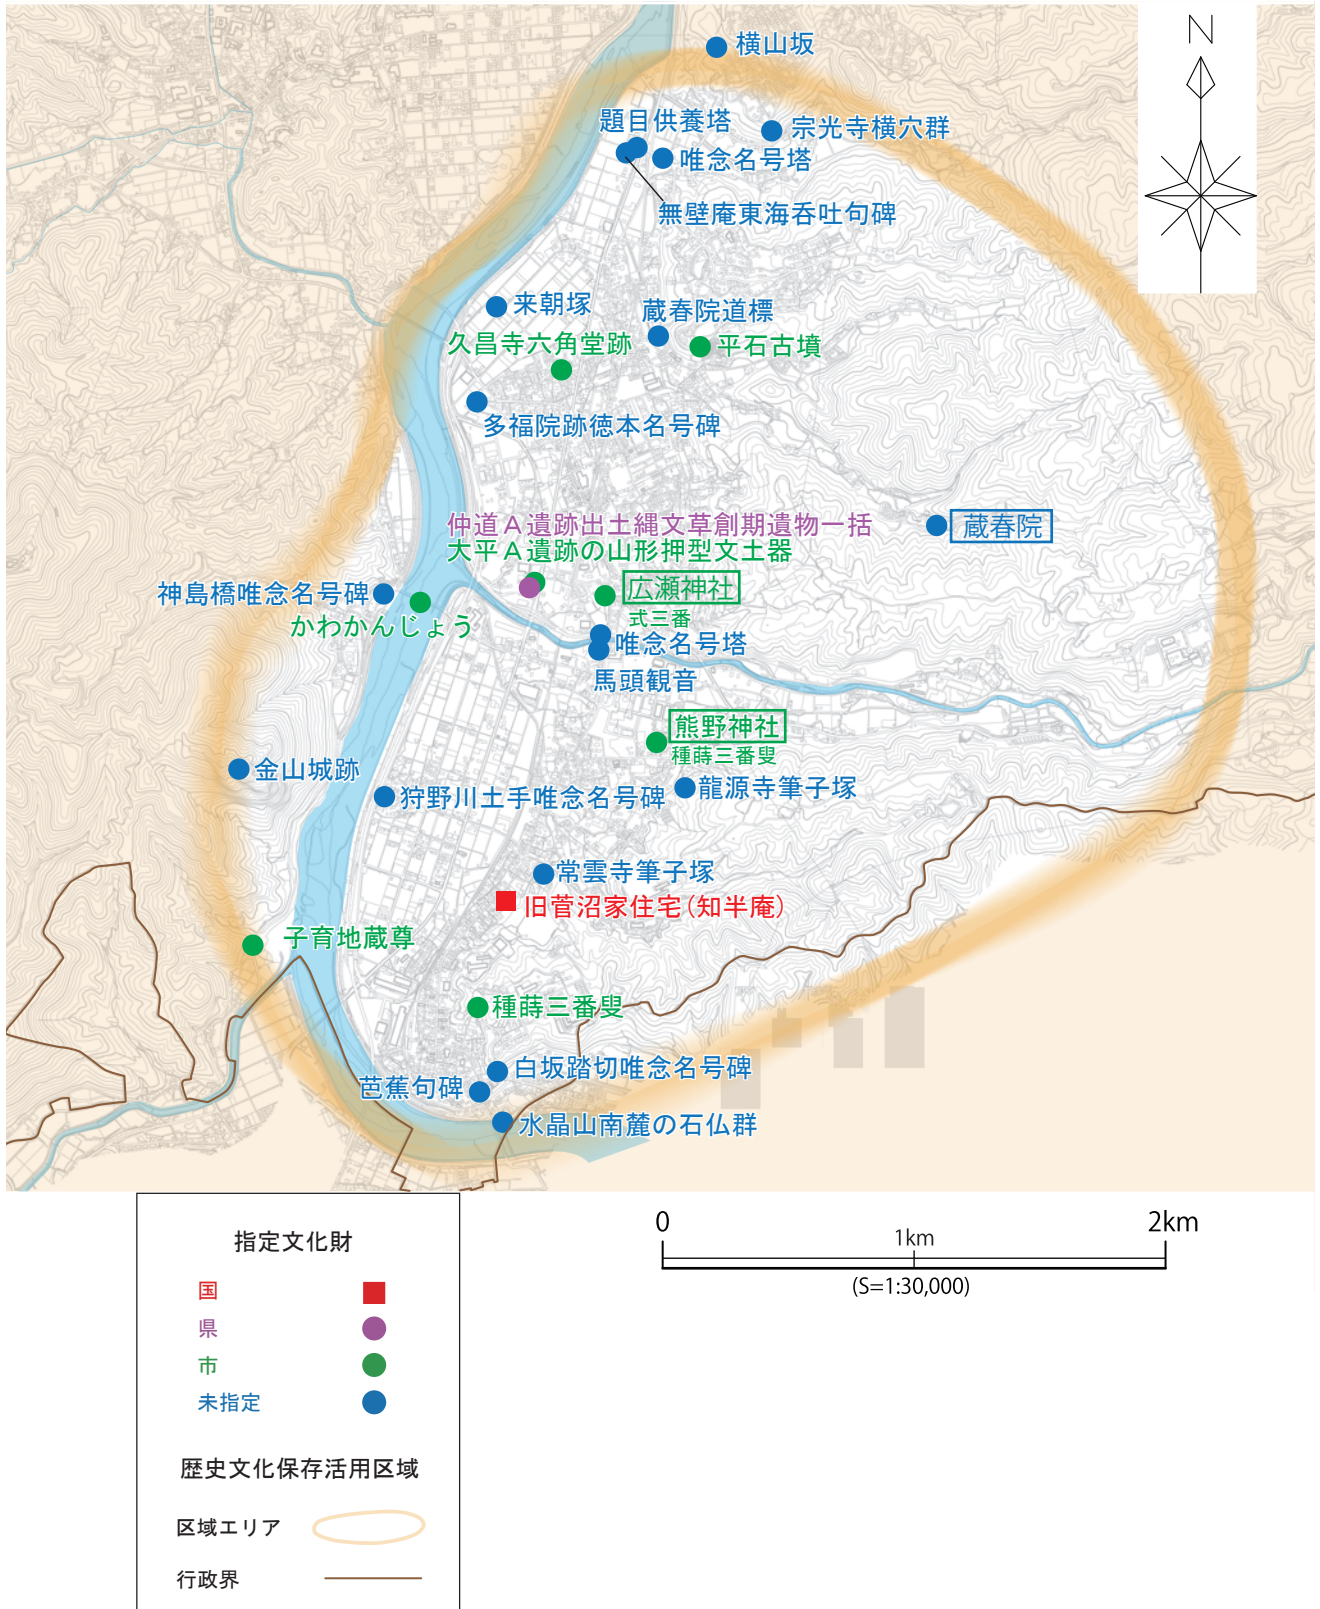 N
横山坂
題目供養塔
宗光寺横穴群
唯念名号塔
無壁庵東海呑吐句碑
来朝塚
蔵春院道標
久昌寺六角堂跡
平石古墳
多福院跡徳本名号碑
仲道A遺跡出土縄文草創期遺物一括
蔵春院
大平A遺跡の山形押型文土器
神島橋唯念名号碑
広瀬神社
式三番
かわかんじょう
唯念名号塔
馬頭観音
熊野神社
種蒔三番叟
金山城跡
狩野川土手唯念名号碑
龍源寺筆子塚
常雲寺筆子塚
旧菅沼家住宅(知半庵)
子育地蔵尊
種蒔三番叟
白坂踏切唯念名号碑
芭蕉句碑
水晶山南麓の石仏群
0
1km
2km
(S=1:30,000)
指定文化財
国
県
市
未指定
歴史文化保存活用区域
区域エリア
行政界